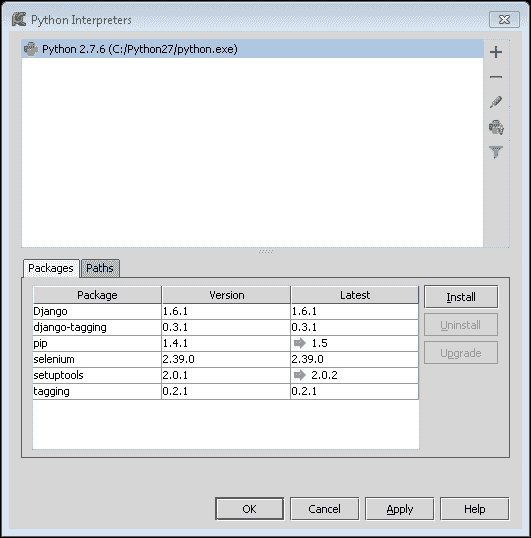 Python Interpreters
Python 2.7.6 (C:/Python27/python.exe)
Packages Paths
Package Version Latest
Django 1.6.1 1.6.1
django-tagging 0.3.1 0.3.1
pip 1.4.1 1.5
selenium 2.39.0 2.39.0
setuptools 2.0.1 2.0.2
tagging 0.2.1 0.2.1
Install
Uninstall
Upgrade
OK Cancel Apply Help